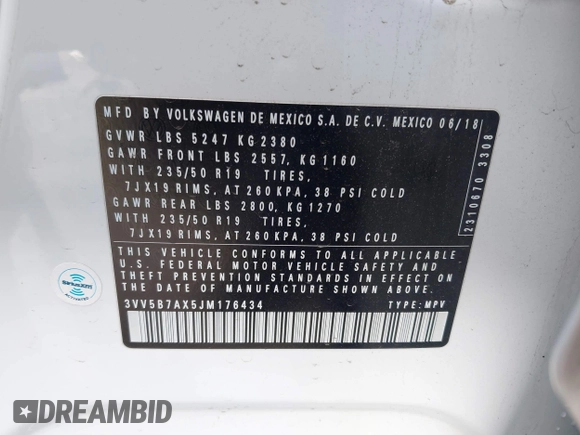 MFD BY VOLKSWAGEN DE MEXICO S.A. DE C.V. MEXICO 06/18
GVWR LBS 5247 KG 2380
GAWR FRONT LBS 2557, KG 1160
WITH 235/50 R19 TIRES,
7JX19 RIMS, AT 260 KPA, 38 PSI COLD
GAWR REAR LBS 2800, KG 1270
WITH 235/50 R19 TIRES,
7JX19 RIMS, AT 260 KPA, 38 PSI COLD
THIS VEHICLE CONFORMS TO ALL APPLICABLE
U.S. FEDERAL MOTOR VEHICLE SAFETY AND
THEFT PREVENTION STANDARDS IN EFFECT ON
THE DATE OF MANUFACTURE SHOWN ABOVE
3VV5B7AX5JM176434 TYPE: MPV
2310670 3308
SiriusXM
ACTIVATED
DREAMBID